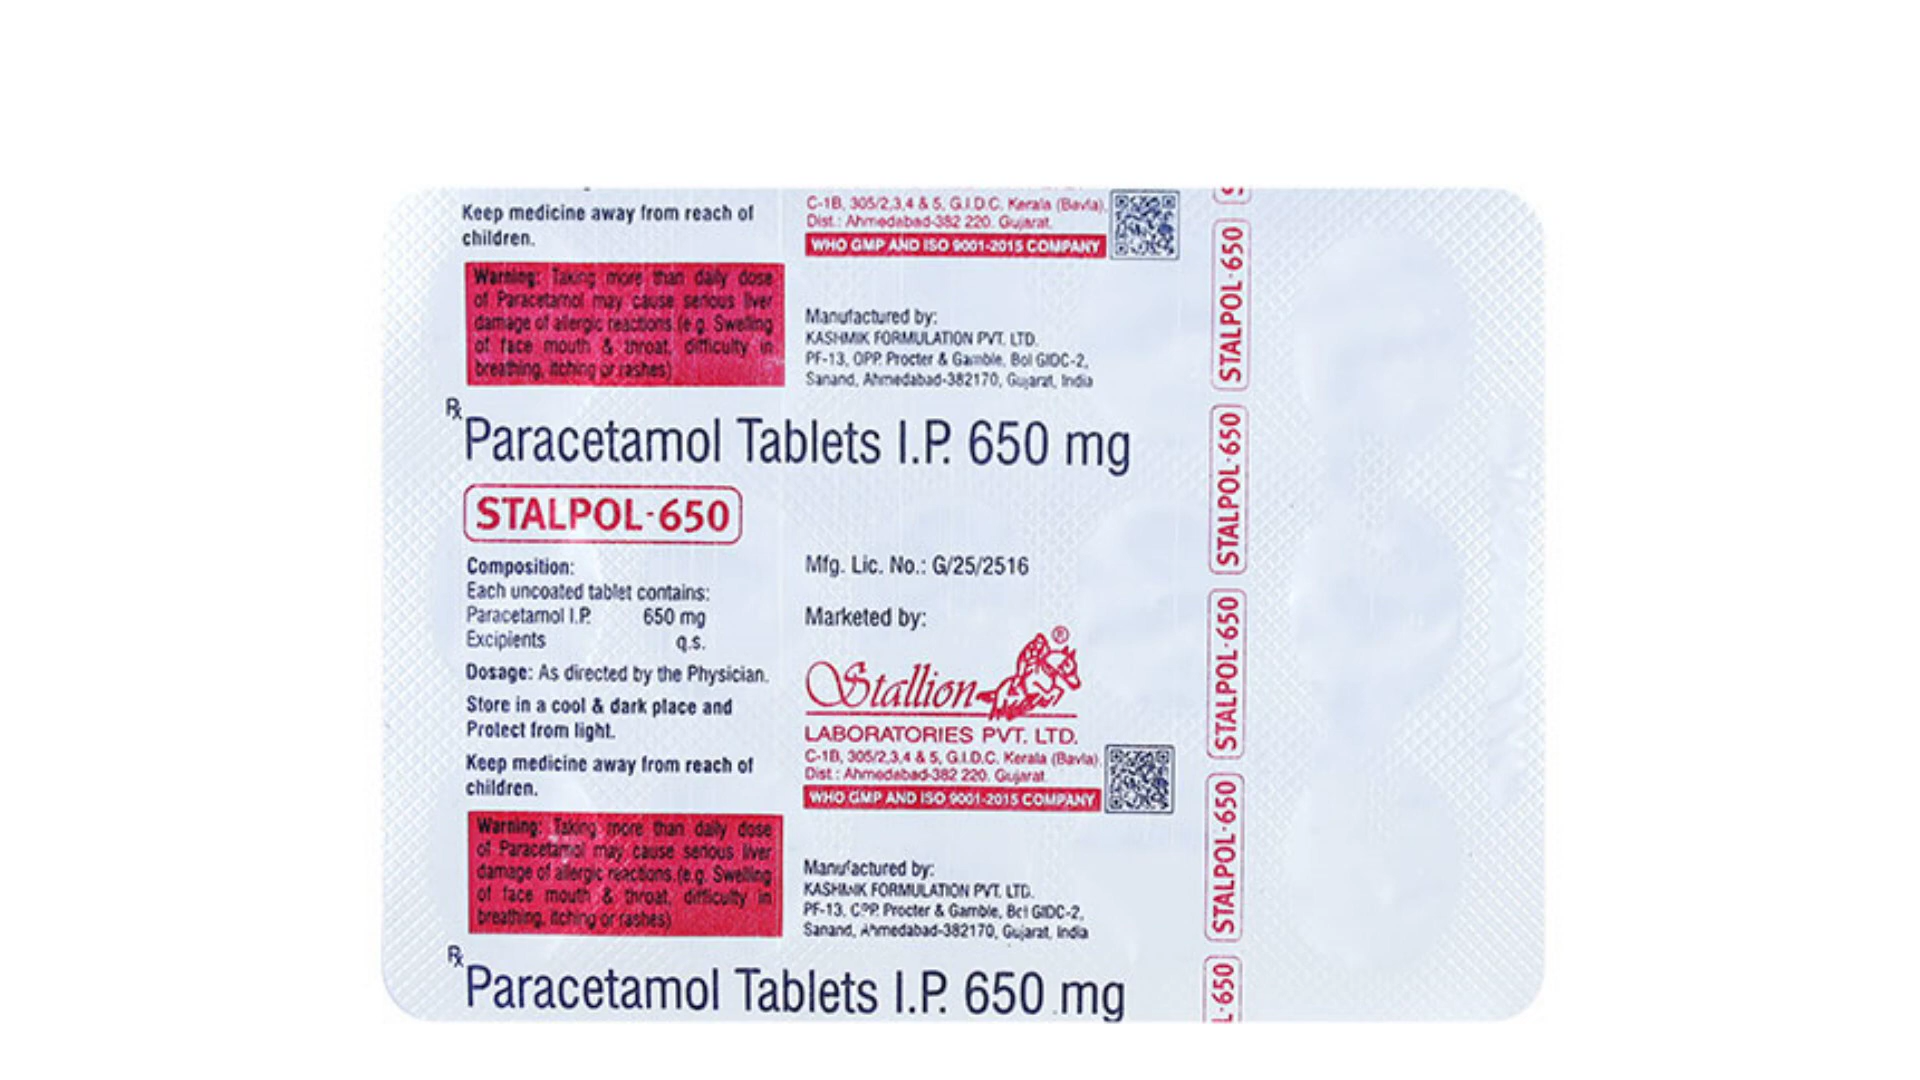 Keep medicine away from reach of
children.
Warning: Taking more than daily dose
of Paracetamol may cause serious liver
damage of allergic reactions.(e.g. Swelling
of face mouth & throat, difficulty in
breathing, itching or rashes)
C-1B, 305/2,3,4 & 5, G.I.D.C. Kerala (Bavla),
Dist.: Ahmedabad-382 220. Gujarat.
WHO GMP AND ISO 9001-2015 COMPANY
Manufactured by:
KASHMIK FORMULATION PVT. LTD.
PF-13, OPP. Procter & Gamble, Bol GIDC-2,
Sanand, Ahmedabad-382170, Gujarat, India
Rx
Paracetamol Tablets I.P. 650 mg
STALPOL-650
Composition:
Each uncoated tablet contains:
Paracetamol I.P. 650 mg
Excipients q.s.
Dosage: As directed by the Physician.
Store in a cool & dark place and
Protect from light.
Keep medicine away from reach of
children.
Warning: Taking more than daily dose
of Paracetamol may cause serious liver
damage of allergic reactions.(e.g. Swelling
of face mouth & throat, difficulty in
breathing, itching or rashes)
Mfg. Lic. No.: G/25/2516
Marketed by:
Stallion®
LABORATORIES PVT. LTD.
C-1B, 305/2,3,4 & 5, G.I.D.C. Kerala (Bavla),
Dist.: Ahmedabad-382 220. Gujarat.
WHO GMP AND ISO 9001-2015 COMPANY
Manufactured by:
KASHMIK FORMULATION PVT. LTD.
PF-13, OPP. Procter & Gamble, Bol GIDC-2,
Sanand, Ahmedabad-382170, Gujarat, India
Rx
Paracetamol Tablets I.P. 650 mg
S
STALPOL-650
STALPOL-650
STALPOL-650
STALPOL-650
L-650